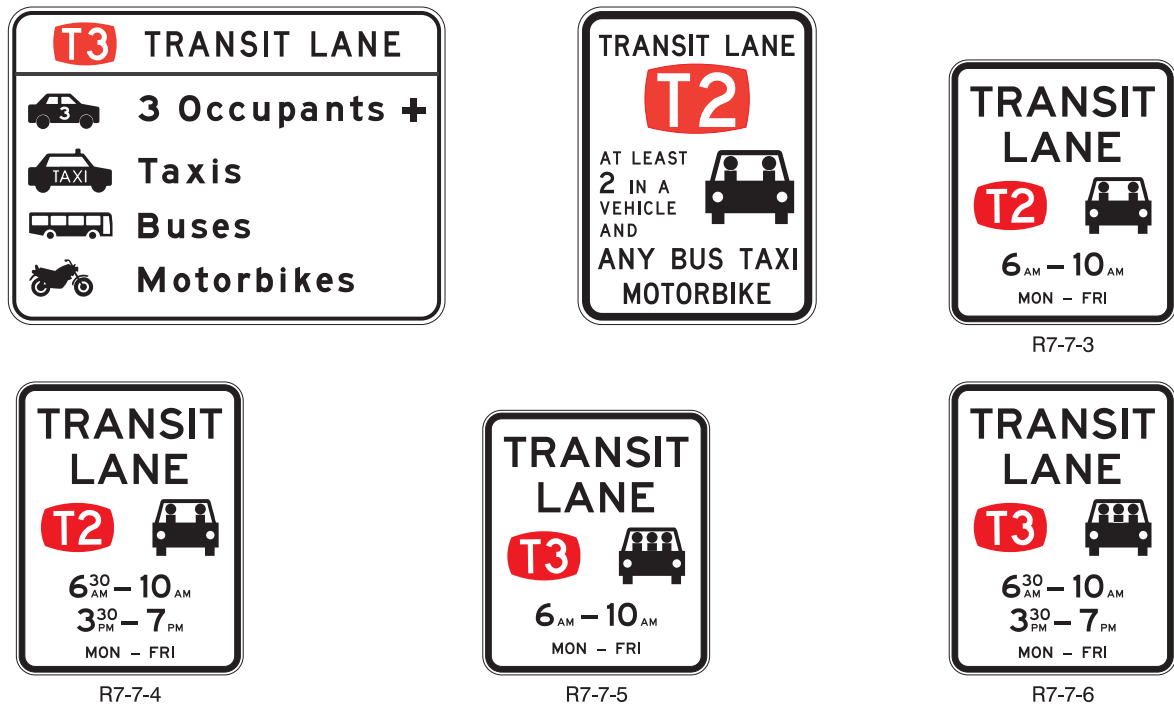 T3 TRANSIT LANE
3
3 Occupants +
TAXI
Taxis
Buses
Motorbikes
TRANSIT LANE
T2
AT LEAST
2 IN A
VEHICLE
AND
ANY BUS TAXI
MOTORBIKE
TRANSIT
LANE
T2
6 AM – 10 AM
MON – FRI
R7-7-3
TRANSIT
LANE
T2
6 30 AM – 10 AM
3 30 PM – 7 PM
MON – FRI
R7-7-4
TRANSIT
LANE
T3
6 AM – 10 AM
MON – FRI
R7-7-5
TRANSIT
LANE
T3
6 30 AM – 10 AM
3 30 PM – 7 PM
MON – FRI
R7-7-6